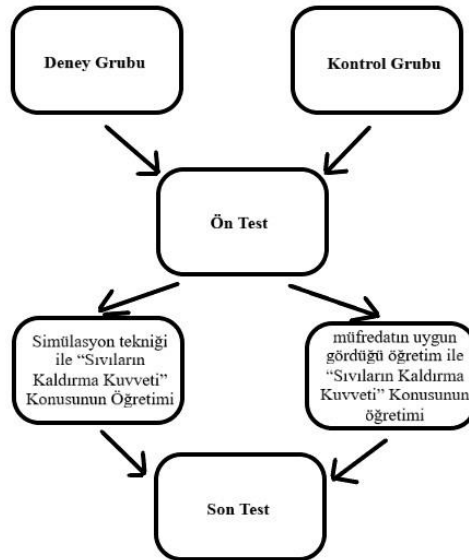 Deney Grubu
Kontrol Grubu
Ön Test
Simülasyon tekniği
ile “Sıvıların
Kaldırma Kuvveti”
Konusunun Öğretimi
müfredatın uygun
gördüğü öğretim ile
“Sıvıların Kaldırma
Kuvveti” Konusunun
öğretimi
Son Test